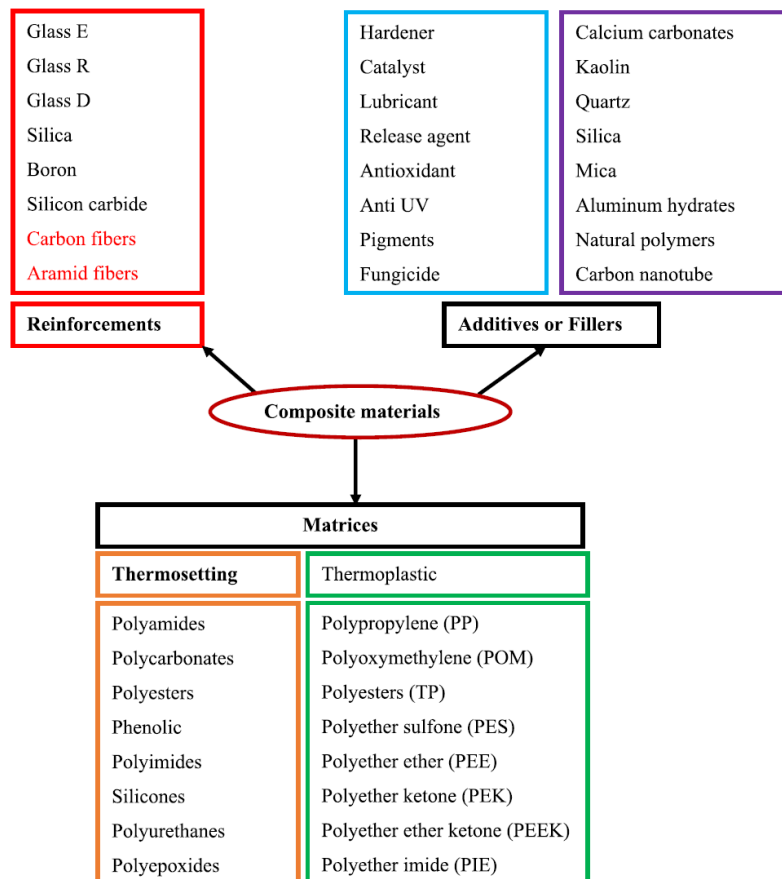 Glass E
Glass R
Glass D
Silica
Boron
Silicon carbide
Carbon fibers
Aramid fibers
Reinforcements
Hardener
Catalyst
Lubricant
Release agent
Antioxidant
Anti UV
Pigments
Fungicide
Calcium carbonates
Kaolin
Quartz
Silica
Mica
Aluminum hydrates
Natural polymers
Carbon nanotube
Additives or Fillers
Composite materials
Matrices
Thermosetting
Polyamides
Polycarbonates
Polyesters
Phenolic
Polyimides
Silicones
Polyurethanes
Polyepoxides
Thermoplastic
Polypropylene (PP)
Polyoxymethylene (POM)
Polyesters (TP)
Polyether sulfone (PES)
Polyether ether (PEE)
Polyether ketone (PEK)
Polyether ether ketone (PEEK)
Polyether imide (PIE)